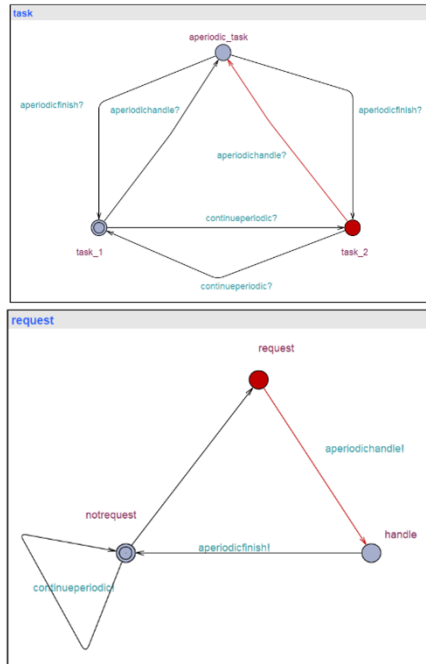 task
aperiodic_task
aperiodicfinish?
aperiodichandle?
aperiodicfinish?
aperiodichandle?
continueperiodic?
task_1
task_2
continueperiodic?
request
request
aperiodichandle!
notrequest
handle
aperiodicfinish!
continueperiodic!